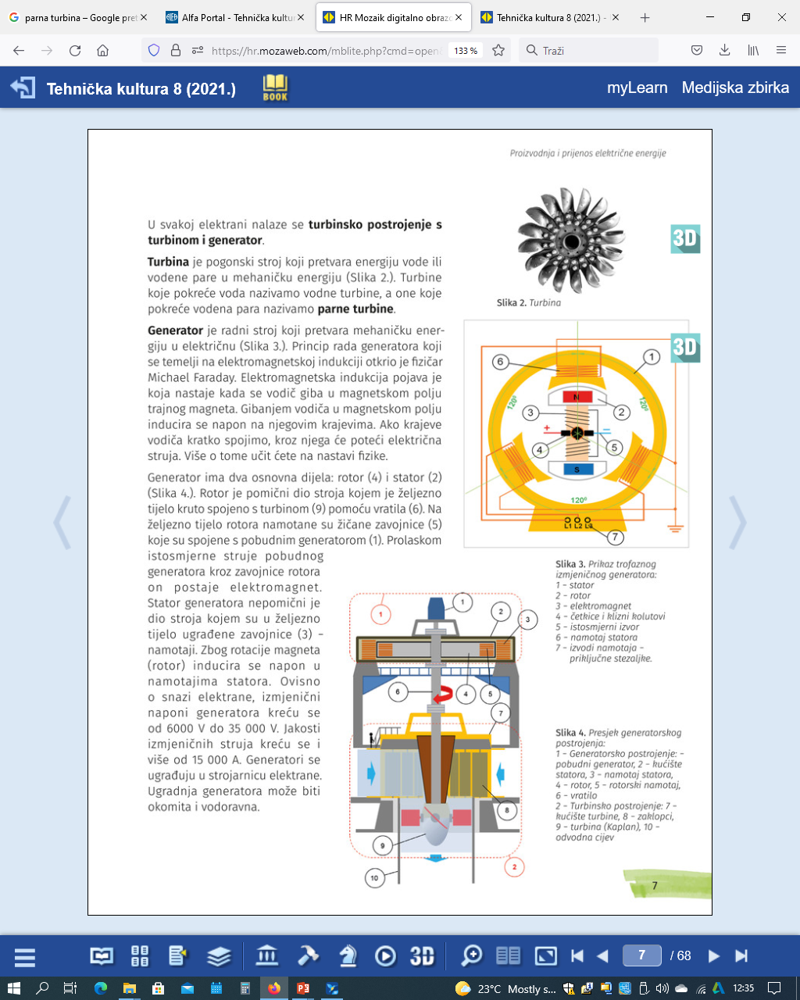 parna turbina – Google pret
Alfa Portal - Tehnička kultu
HR Mozaik digitalno obrazo
Tehnička kultura 8 (2021.) -
https://hr.mozaweb.com/mblite.php?cmd=open&
133 %
Traži
Tehnička kultura 8 (2021.)
BOOK
myLearn
Medijska zbirka
Proizvodnja i prijenos električne energije
U svakoj elektrani nalaze se turbinsko postrojenje s
turbinom i generator.
Turbina je pogonski stroj koji pretvara energiju vode ili
vodene pare u mehaničku energiju (Slika 2.). Turbine
koje pokreće voda nazivamo vodne turbine, a one koje
pokreće vodena para nazivamo parne turbine.
Generator je radni stroj koji pretvara mehaničku ener-
giju u električnu (Slika 3.). Princip rada generatora koji
se temelji na elektromagnetskoj indukciji otkrio je fizičar
Michael Faraday. Elektromagnetska indukcija pojava je
koja nastaje kada se vodič giba u magnetskom polju
trajnog magneta. Gibanjem vodiča u magnetskom polju
inducira se napon na njegovim krajevima. Ako krajeve
vodiča kratko spojimo, kroz njega će poteći električna
struja. Više o tome učit ćete na nastavi fizike.
Generator ima dva osnovna dijela: rotor (4) i stator (2)
(Slika 4.). Rotor je pomični dio stroja kojem je željezno
tijelo kruto spojeno s turbinom (9) pomoću vratila (6). Na
željezno tijelo rotora namotane su žičane zavojnice (5)
koje su spojene s pobudnim generatorom (1). Prolaskom
istosmjerne struje pobudnog
generatora kroz zavojnice rotora
on postaje elektromagnet.
Stator generatora nepomični je
dio stroja kojem su u željezno
tijelo ugrađene zavojnice (3) –
namotaji. Zbog rotacije magneta
(rotor) inducira se napon u
namotajima statora. Ovisno
o snazi elektrane, izmjenični
naponi generatora kreću se
od 6000 V do 35 000 V. Jakosti
izmjeničnih struja kreću se i
više od 15 000 A. Generatori se
ugrađuju u strojarnicu elektrane.
Ugradnja generatora može biti
okomita i vodoravna.
3D
Slika 2. Turbina
3D
6
1
N
120°
120°
3
2
+
–
4
5
S
120°
L1 L2 L3
7
Slika 3. Prikaz trofaznog
izmjeničnog generatora:
1 – stator
2 – rotor
3 – elektromagnet
4 – četkice i klizni kolutovi
5 – istosmjerni izvor
6 – namotaj statora
7 – izvodi namotaja –
priključne stezaljke.
1
1
2
3
6
4
5
7
8
9
10
2
Slika 4. Presjek generatorskog
postrojenja:
1 – Generatorsko postrojenje: –
pobudni generator, 2 – kućište
statora, 3 – namotaj statora,
4 – rotor, 5 – rotorski namotaj,
6 – vratilo
2 – Turbinsko postrojenje: 7 –
kućište turbine, 8 – zaklopci,
9 – turbina (Kaplan), 10 –
odvodna cijev
7
3D
7
/ 68
23°C Mostly s...
12:35